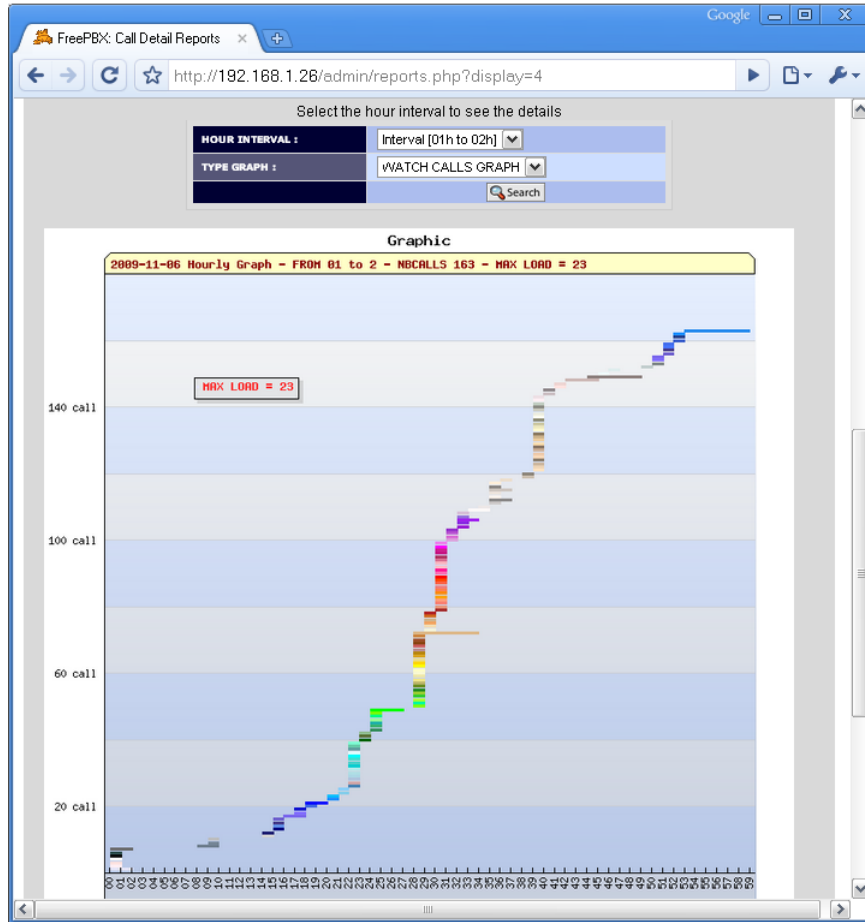 Google
FreePBX: Call Detail Reports
http://192.168.1.26/admin/reports.php?display=4
Select the hour interval to see the details
HOUR INTERVAL :
Interval [01h to 02h]
TYPE GRAPH :
WATCH CALLS GRAPH
Search
Graphic
2009-11-06 Hourly Graph - FROM 01 to 2 - NBCALLS 163 - MAX LOAD = 23
MAX LOAD = 23
140 call
100 call
60 call
20 call
00 01 02 03 04 05 06 07 08 09 10 11 12 13 14 15 16 17 18 19 20 21 22 23 24 25 26 27 28 29 30 31 32 33 34 35 36 37 38 39 40 41 42 43 44 45 46 47 48 49 50 51 52 53 54 55 56 57 58 59